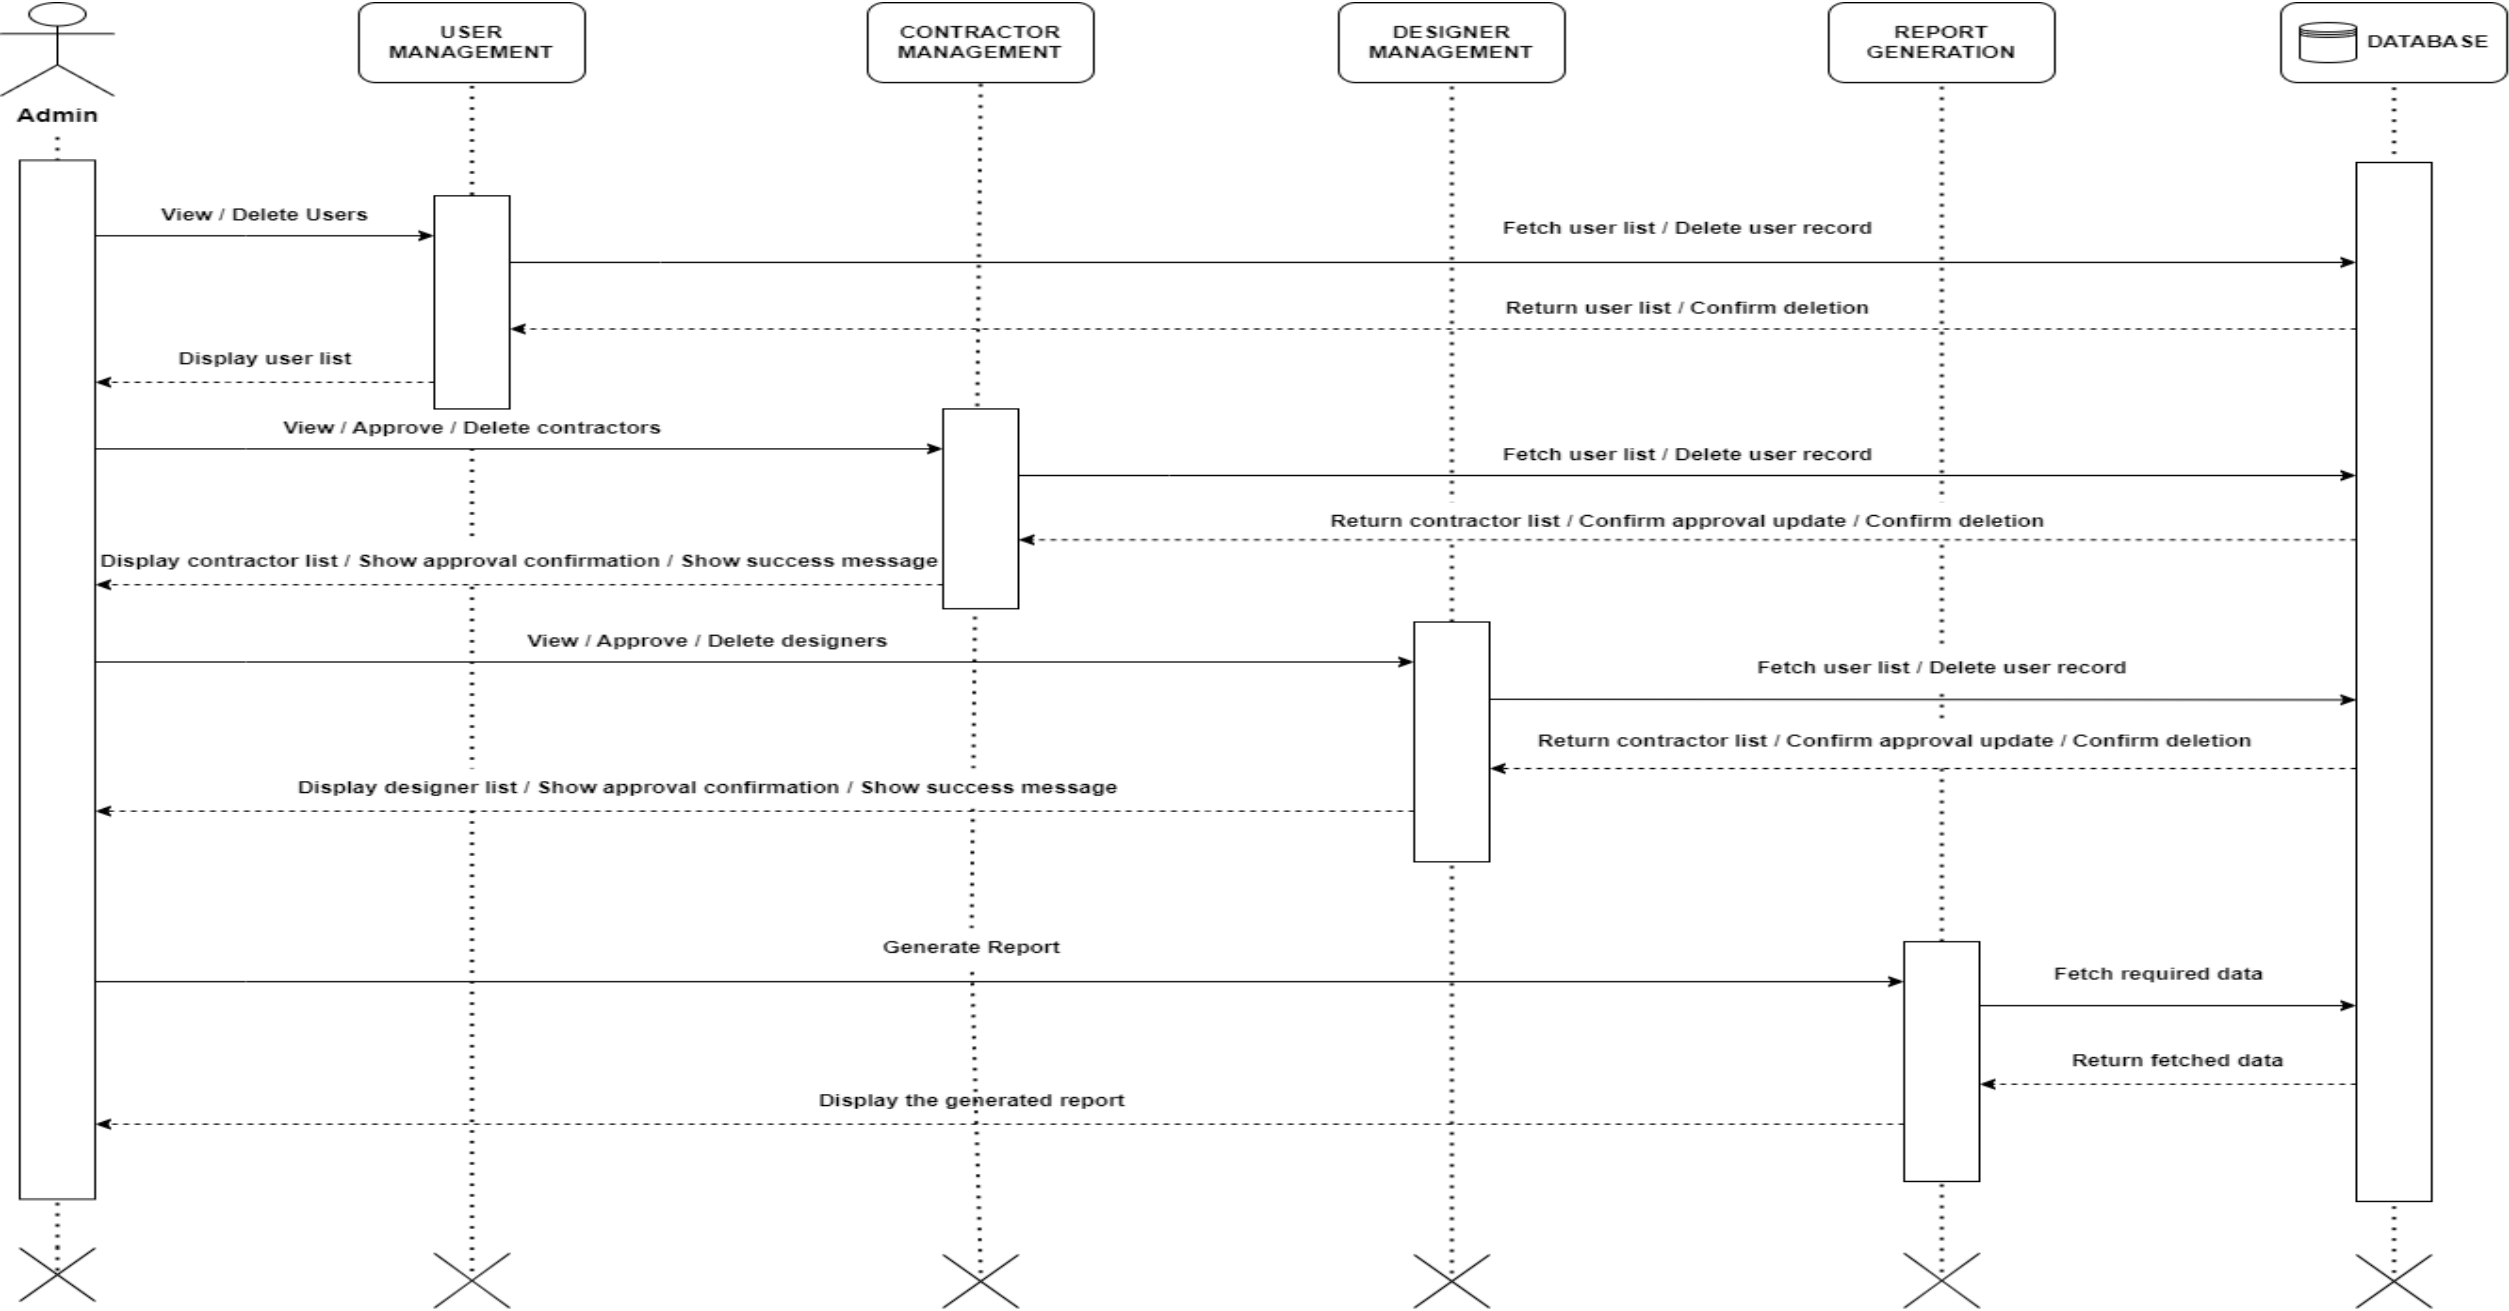 USER
MANAGEMENT
CONTRACTOR
MANAGEMENT
DESIGNER
MANAGEMENT
REPORT
GENERATION
DATABASE
Admin
View / Delete Users
Fetch user list / Delete user record
Return user list / Confirm deletion
Display user list
View / Approve / Delete contractors
Fetch user list / Delete user record
Return contractor list / Confirm approval update / Confirm deletion
Display contractor list / Show approval confirmation / Show success message
View / Approve / Delete designers
Fetch user list / Delete user record
Return contractor list / Confirm approval update / Confirm deletion
Display designer list / Show approval confirmation / Show success message
Generate Report
Fetch required data
Return fetched data
Display the generated report